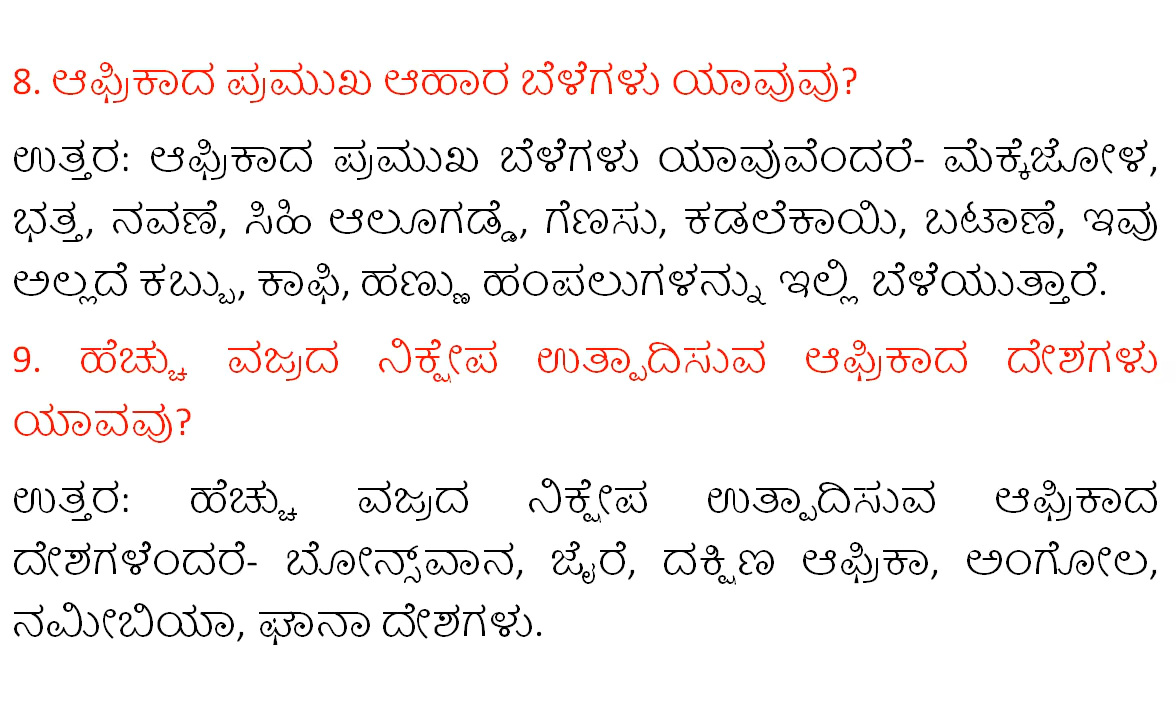 8. ಆಫ್ರಿಕಾದ ಪ್ರಮುಖ ಆಹಾರ ಬೆಳೆಗಳು ಯಾವುವು?
ಉತ್ತರ: ಆಫ್ರಿಕಾದ ಪ್ರಮುಖ ಬೆಳೆಗಳು ಯಾವುವೆಂದರೆ- ಮೆಕ್ಕೆಜೋಳ,
ಭತ್ತ, ನವಣೆ, ಸಿಹಿ ಆಲೂಗಡ್ಡೆ, ಗೆಣಸು, ಕಡಲೆಕಾಯಿ, ಬಟಾಣೆ, ಇವು
ಅಲ್ಲದೆ ಕಬ್ಬು, ಕಾಫಿ, ಹಣ್ಣು ಹಂಪಲುಗಳನ್ನು ಇಲ್ಲಿ ಬೆಳೆಯುತ್ತಾರೆ.
9. ಹೆಚ್ಚು ವಜ್ರದ ನಿಕ್ಷೇಪ ಉತ್ಪಾದಿಸುವ ಆಫ್ರಿಕಾದ ದೇಶಗಳು
ಯಾವವು?
ಉತ್ತರ: ಹೆಚ್ಚು ವಜ್ರದ ನಿಕ್ಷೇಪ ಉತ್ಪಾದಿಸುವ ಆಫ್ರಿಕಾದ
ದೇಶಗಳೆಂದರೆ- ಬೋನ್ಸ್‌ವಾನ, ಜೈರೆ, ದಕ್ಷಿಣ ಆಫ್ರಿಕಾ, ಅಂಗೋಲ,
ನಮೀಬಿಯಾ, ಘಾನಾ ದೇಶಗಳು.